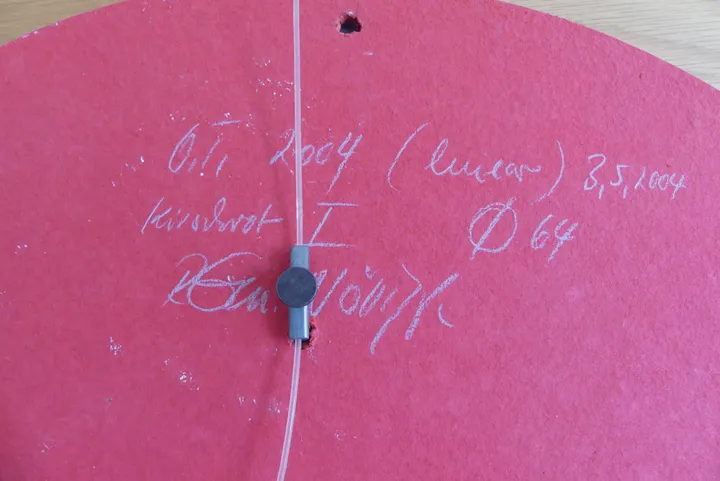 O.T. 2004 (linear) 3.5.2004
Kirschrot I Ø 64